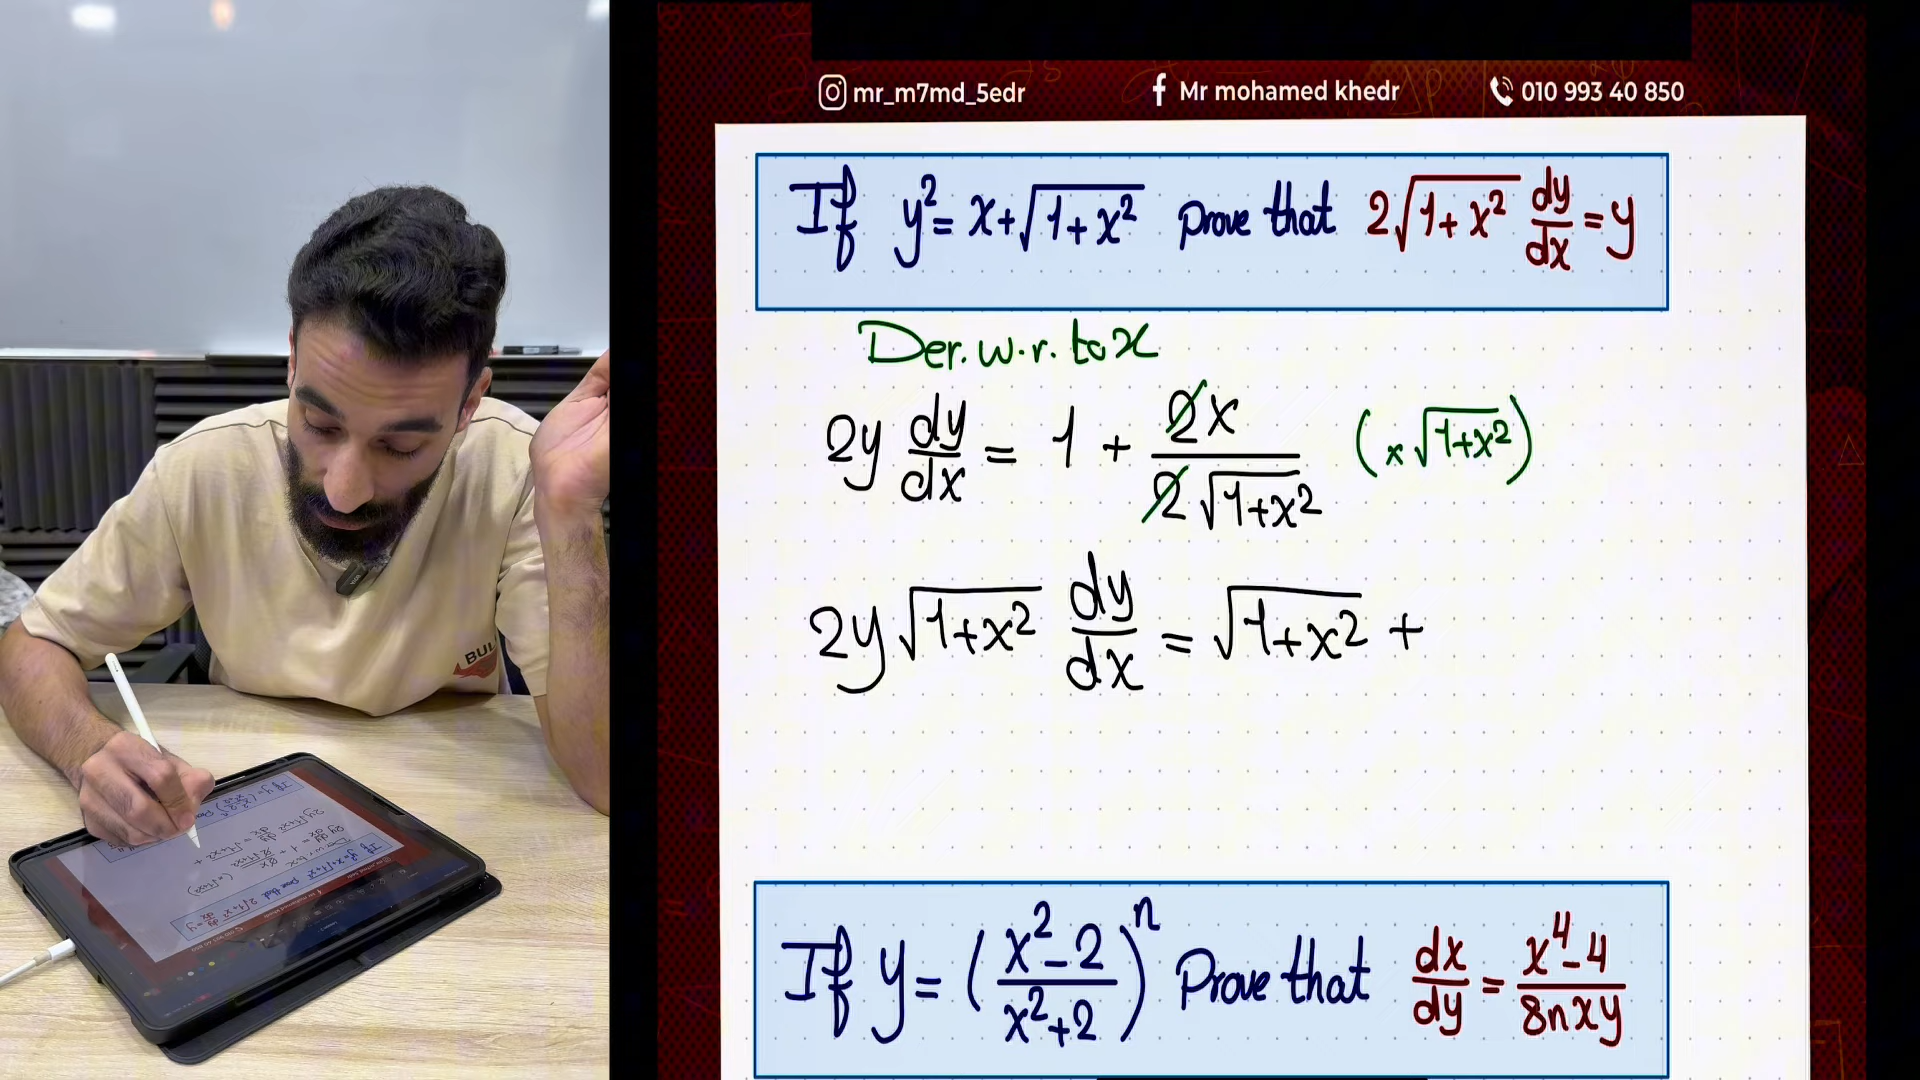 mr_m7md_5edr
Mr mohamed khedr
010 993 40 850
If y² = x + √(1+x²) prove that 2√(1+x²) dy/dx = y
Der. w.r. to x
2y dy/dx = 1 + 2x/(2√(1+x²)) (× √(1+x²))
2y √(1+x²) dy/dx = √(1+x²) +
If y = ((x²-2)/(x²+2))ⁿ Prove that dx/dy = (x⁴-4)/(8nxy)
BUL